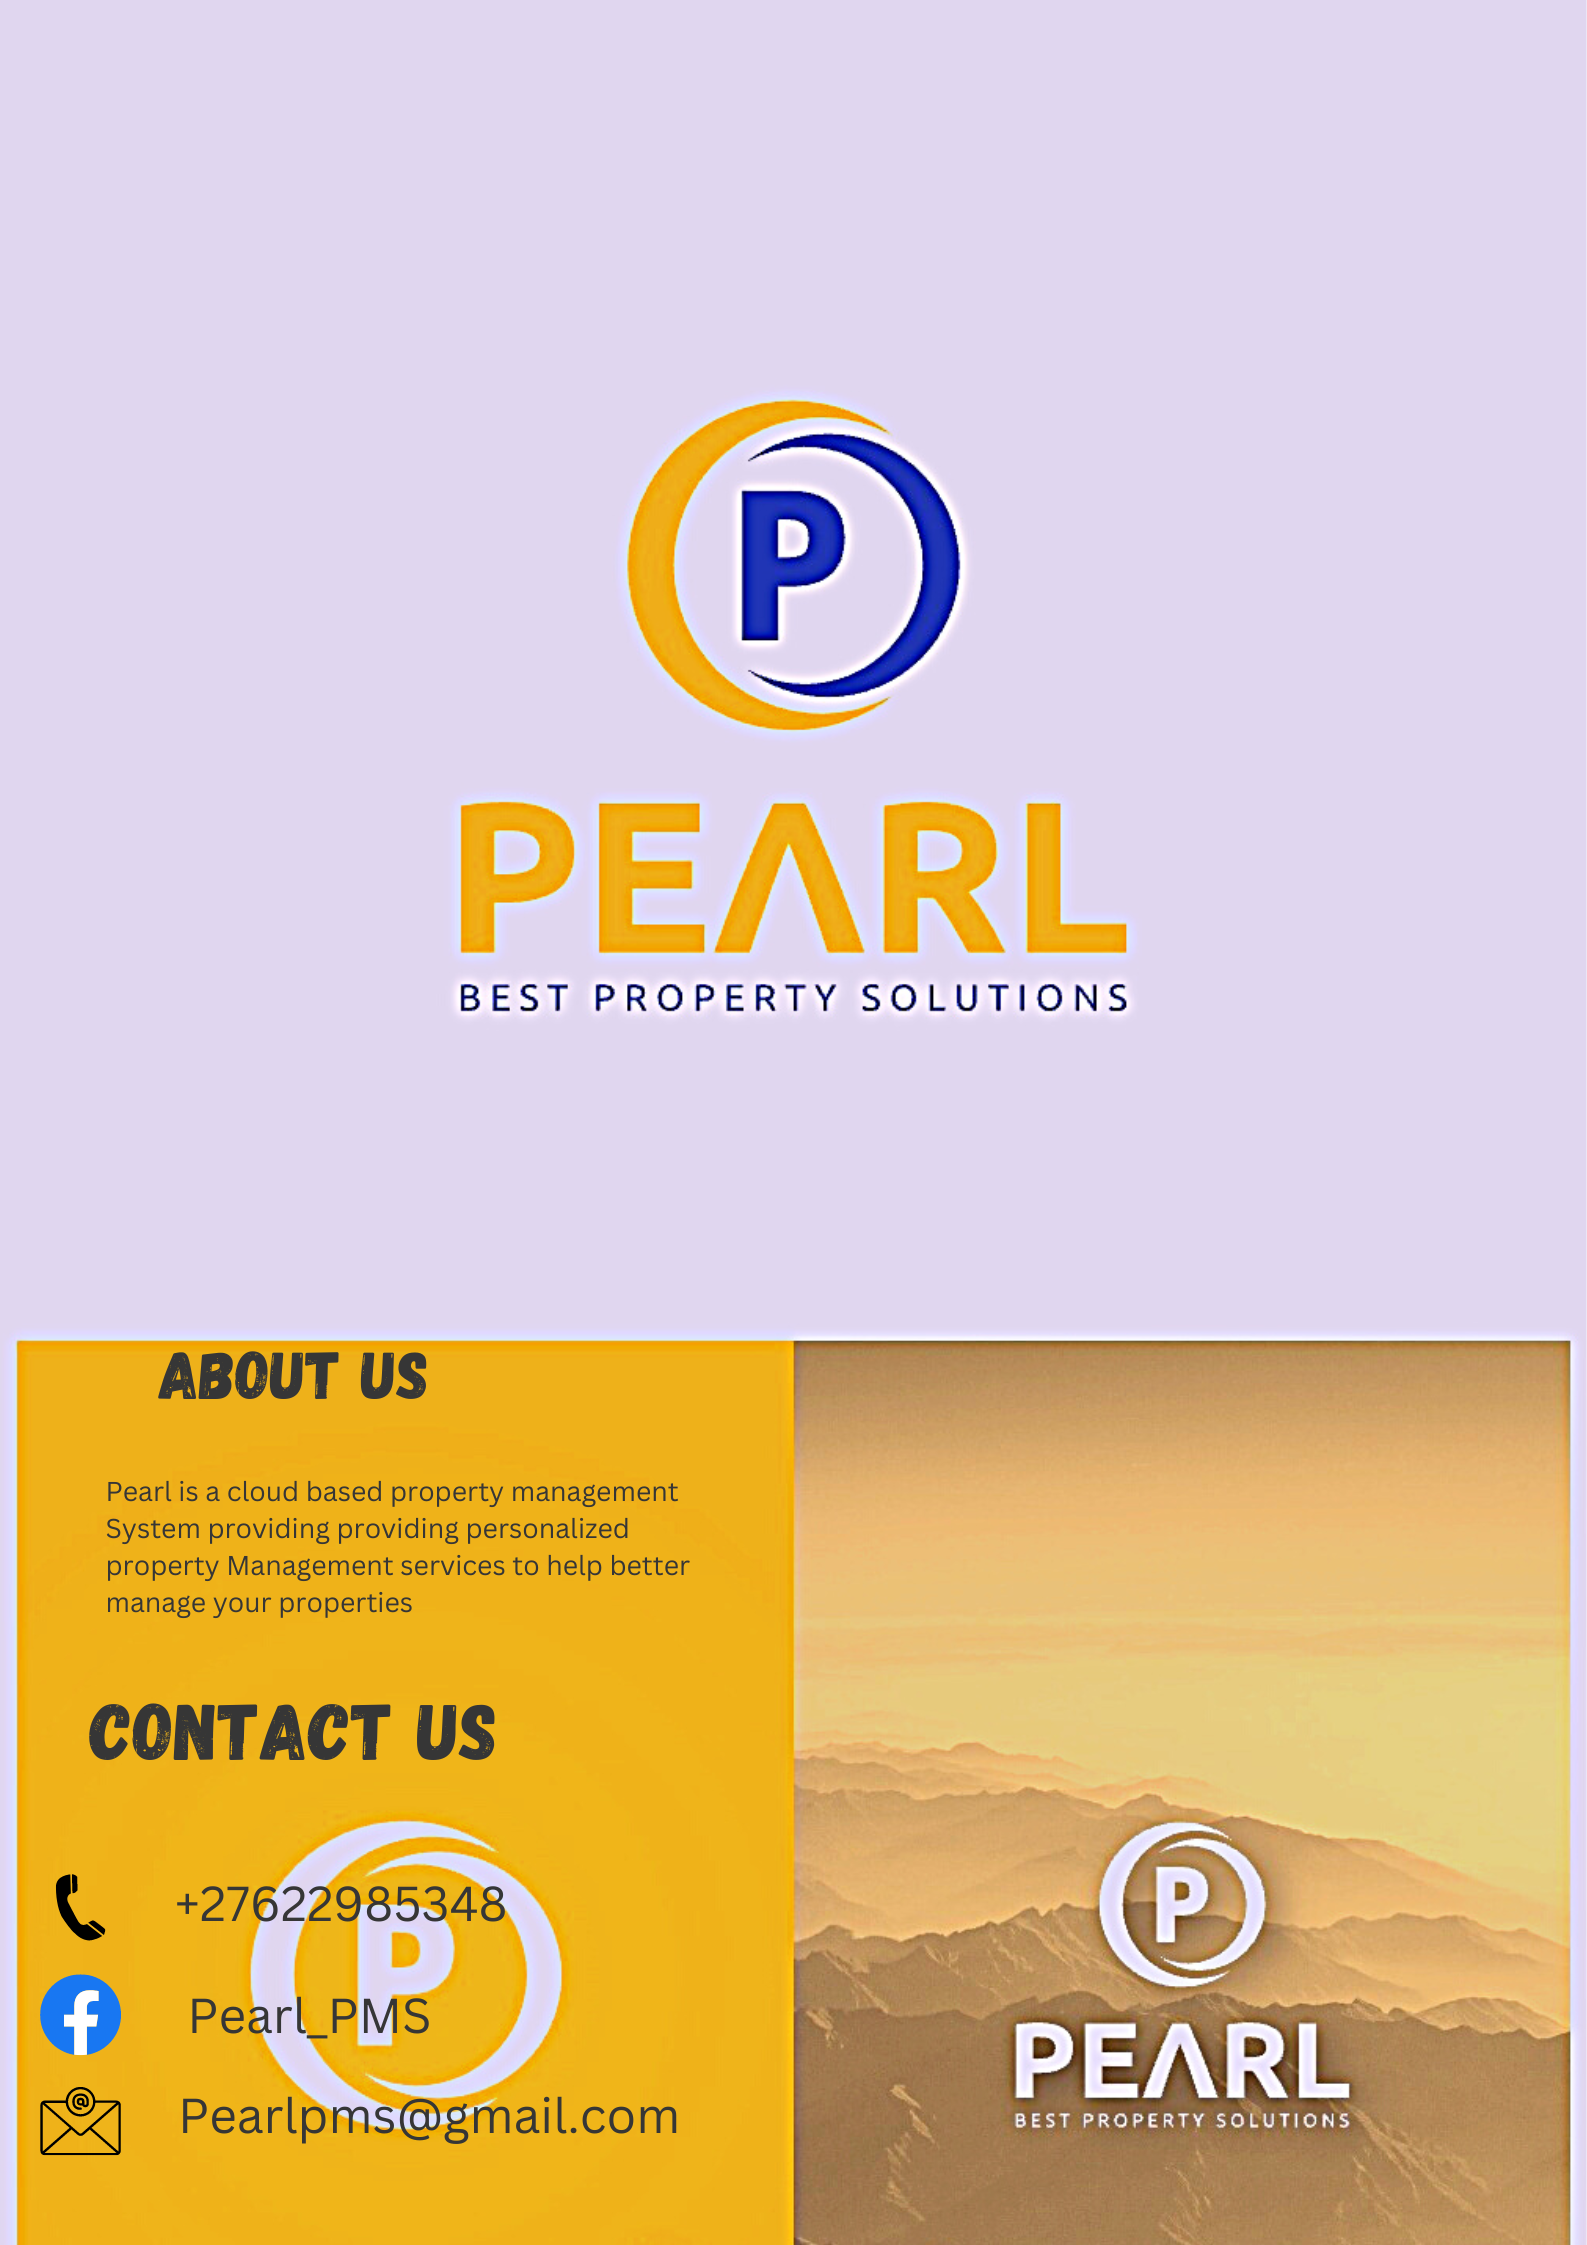 P
PEARL
BEST PROPERTY SOLUTIONS
ABOUT US
Pearl is a cloud based property management
System providing providing personalized
property Management services to help better
manage your properties
CONTACT US
P
+27622985348
Pearl_PMS
Pearlpms@gmail.com
P
PEARL
BEST PROPERTY SOLUTIONS